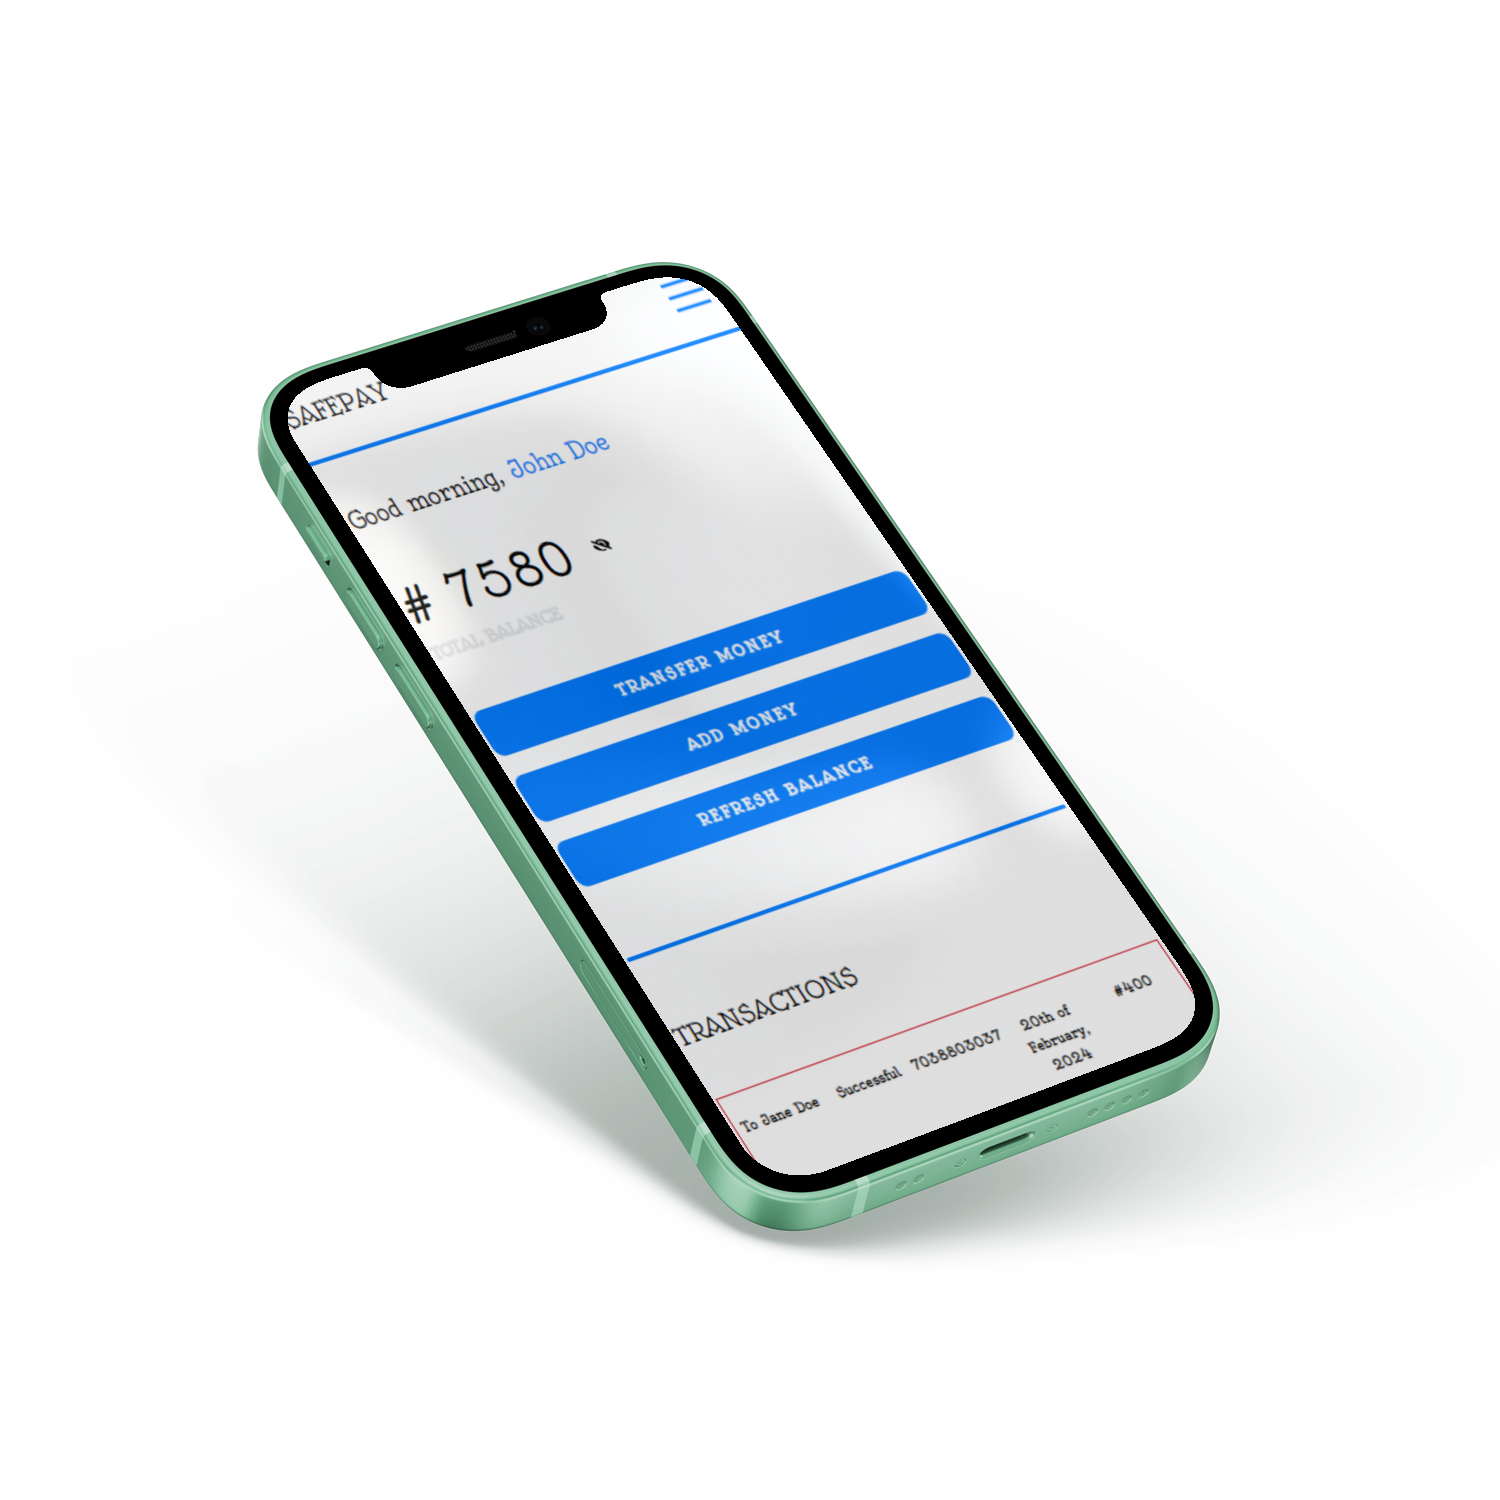 SAFEPAY
Good morning, John Doe
# 7580
TOTAL BALANCE
TRANSFER MONEY
ADD MONEY
REFRESH BALANCE
TRANSACTIONS
To Jane Doe Successful 7038803037 20th of February, 2024 #400